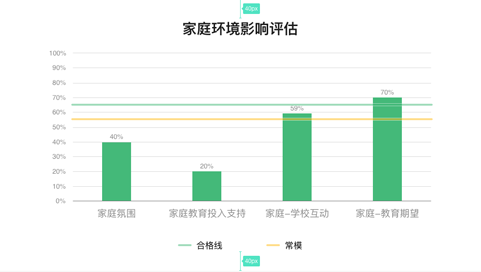 40px
家庭环境影响评估
100%
90%
80%
70%
60%
50%
40%
30%
20%
10%
0%
40%
20%
59%
70%
家庭氛围
家庭教育投入支持
家庭-学校互动
家庭-教育期望
合格线
常模
40px